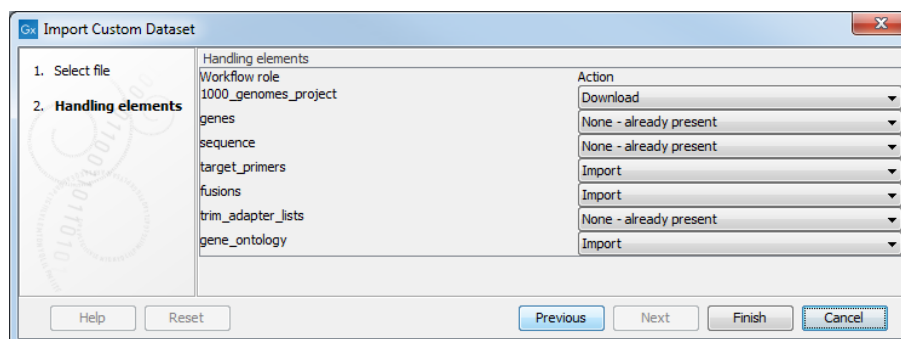 Gx Import Custom Dataset
1. Select file
2. Handling elements
Handling elements
Workflow role Action
1000_genomes_project Download
genes None - already present
sequence None - already present
target_primers Import
fusions Import
trim_adapter_lists None - already present
gene_ontology Import
Help Reset Previous Next Finish Cancel